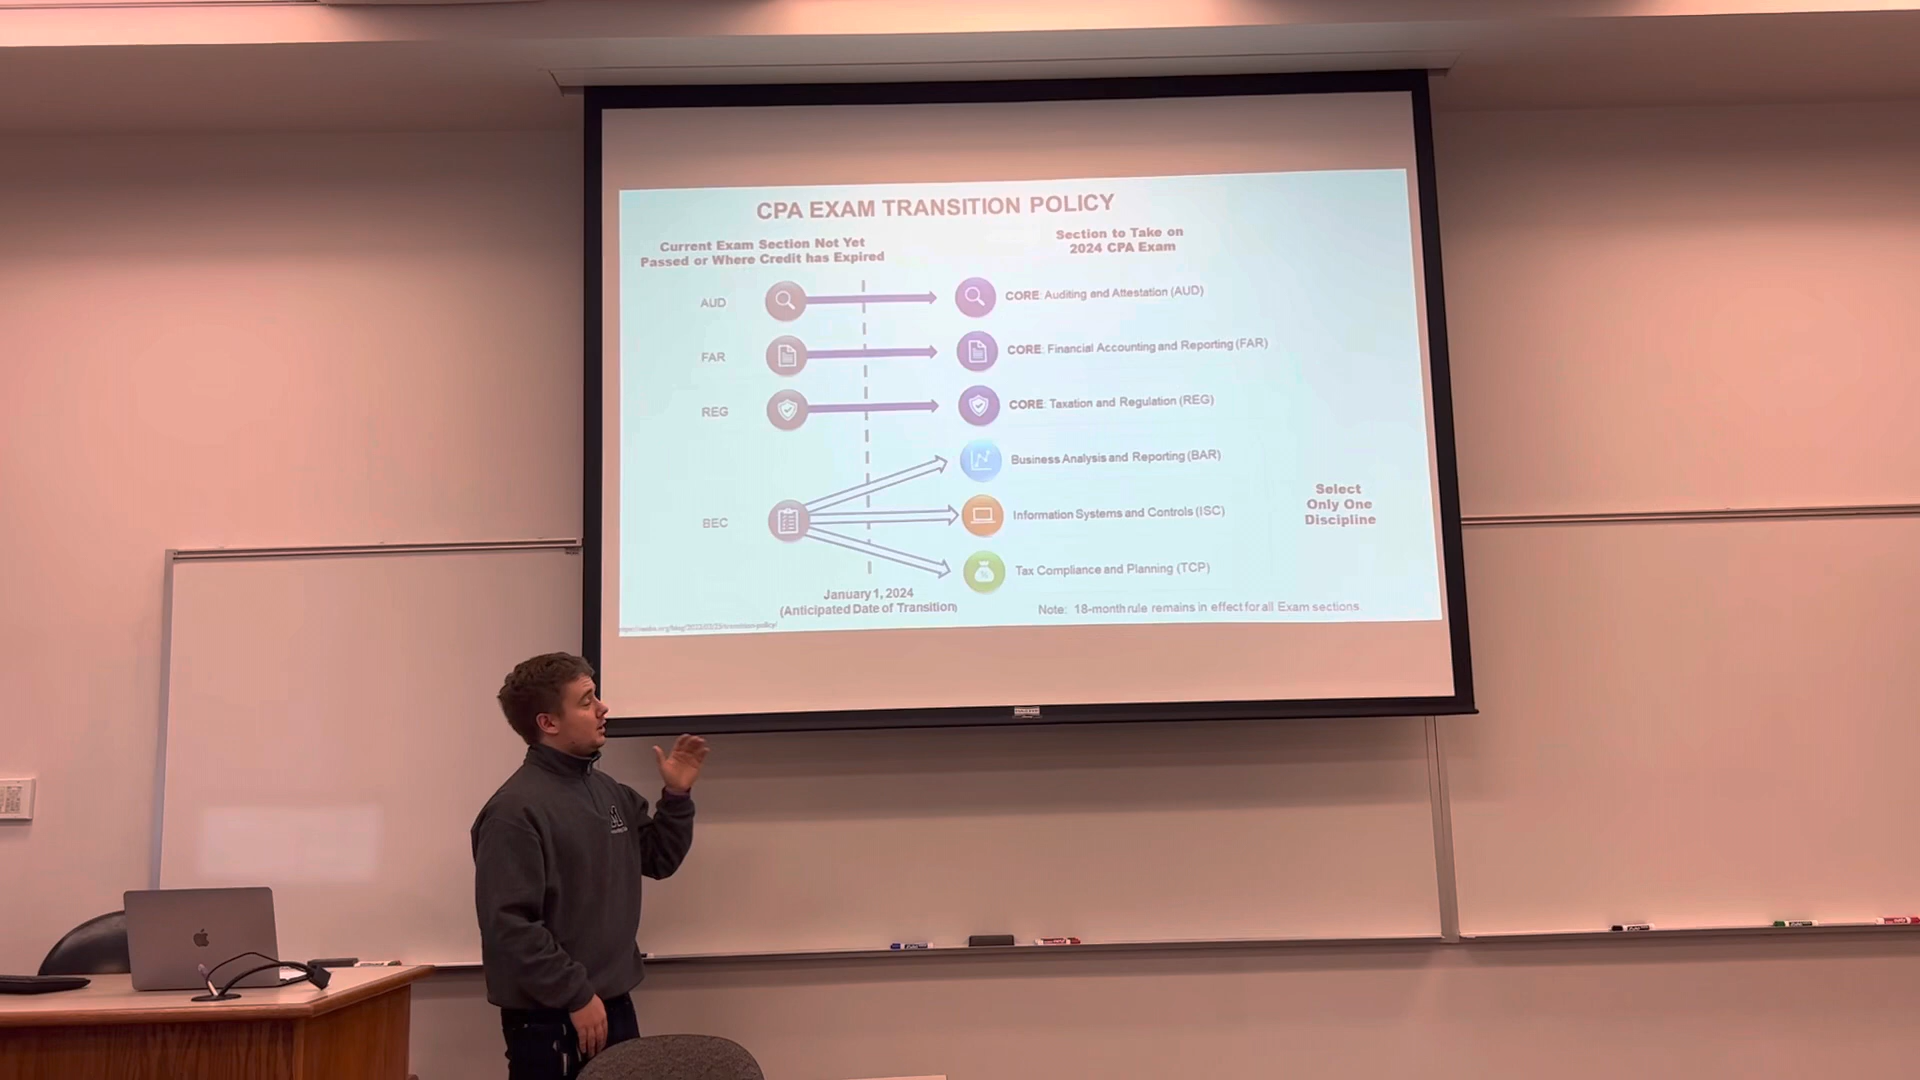 CPA EXAM TRANSITION POLICY
Current Exam Section Not Yet
Passed or Where Credit has Expired
Section to Take on
2024 CPA Exam
AUD
CORE: Auditing and Attestation (AUD)
FAR
CORE: Financial Accounting and Reporting (FAR)
REG
CORE: Taxation and Regulation (REG)
Business Analysis and Reporting (BAR)
BEC
Information Systems and Controls (ISC)
Select
Only One
Discipline
Tax Compliance and Planning (TCP)
January 1, 2024
(Anticipated Date of Transition)
Note: 18-month rule remains in effect for all Exam sections
M